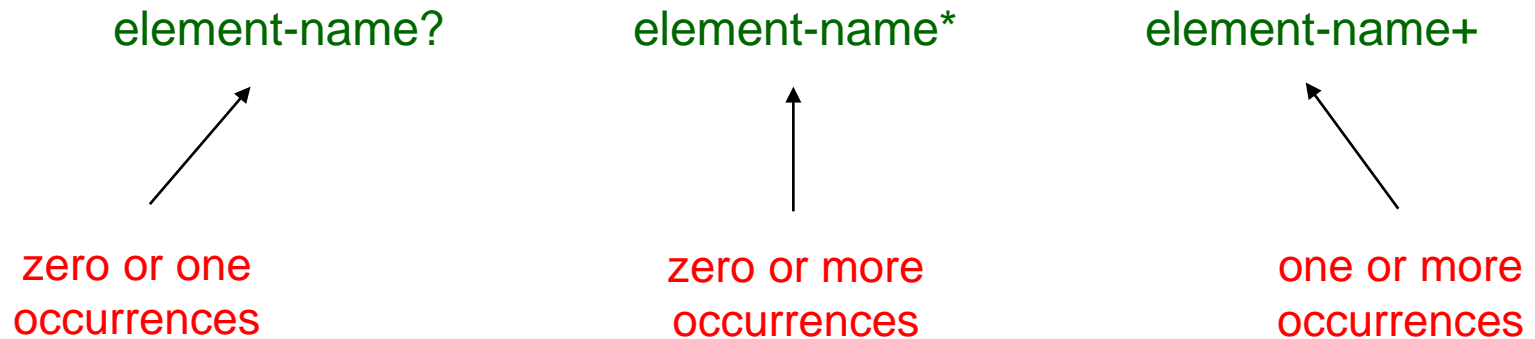 element-name?
element-name*
element-name+
zero or one
occurrences
zero or more
occurrences
one or more
occurrences